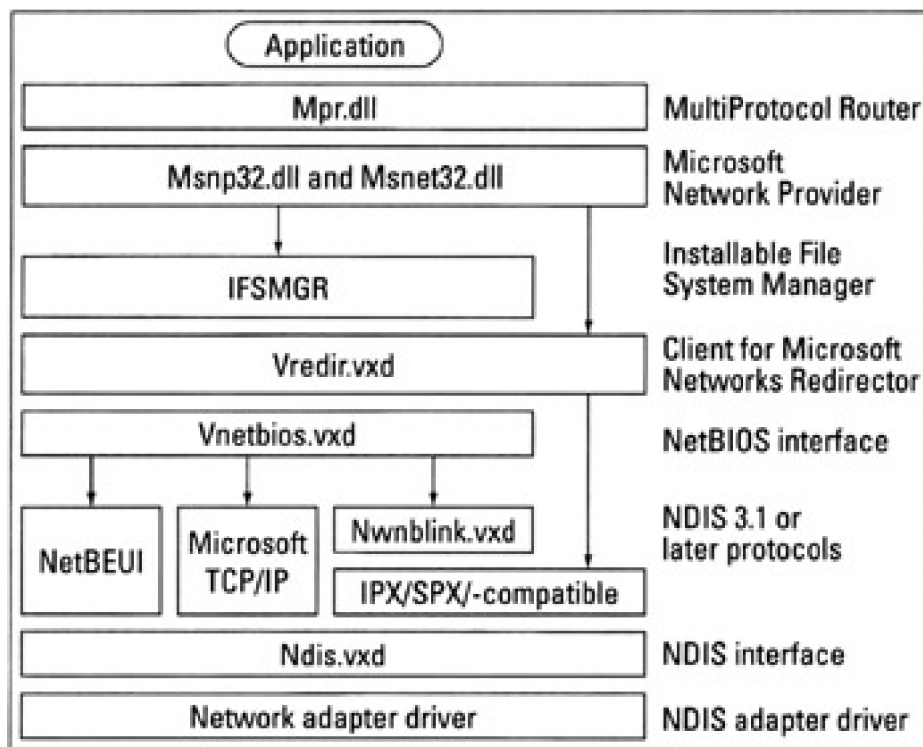 Application
Mpr.dll
MultiProtocol Router
Msnp32.dll and Msnet32.dll
Microsoft
Network Provider
IFSMGR
Installable File
System Manager
Vredir.vxd
Client for Microsoft
Networks Redirector
Vnetbios.vxd
NetBIOS interface
NetBEUI
Microsoft
TCP/IP
Nwnblink.vxd
IPX/SPX/-compatible
NDIS 3.1 or
later protocols
Ndis.vxd
NDIS interface
Network adapter driver
NDIS adapter driver